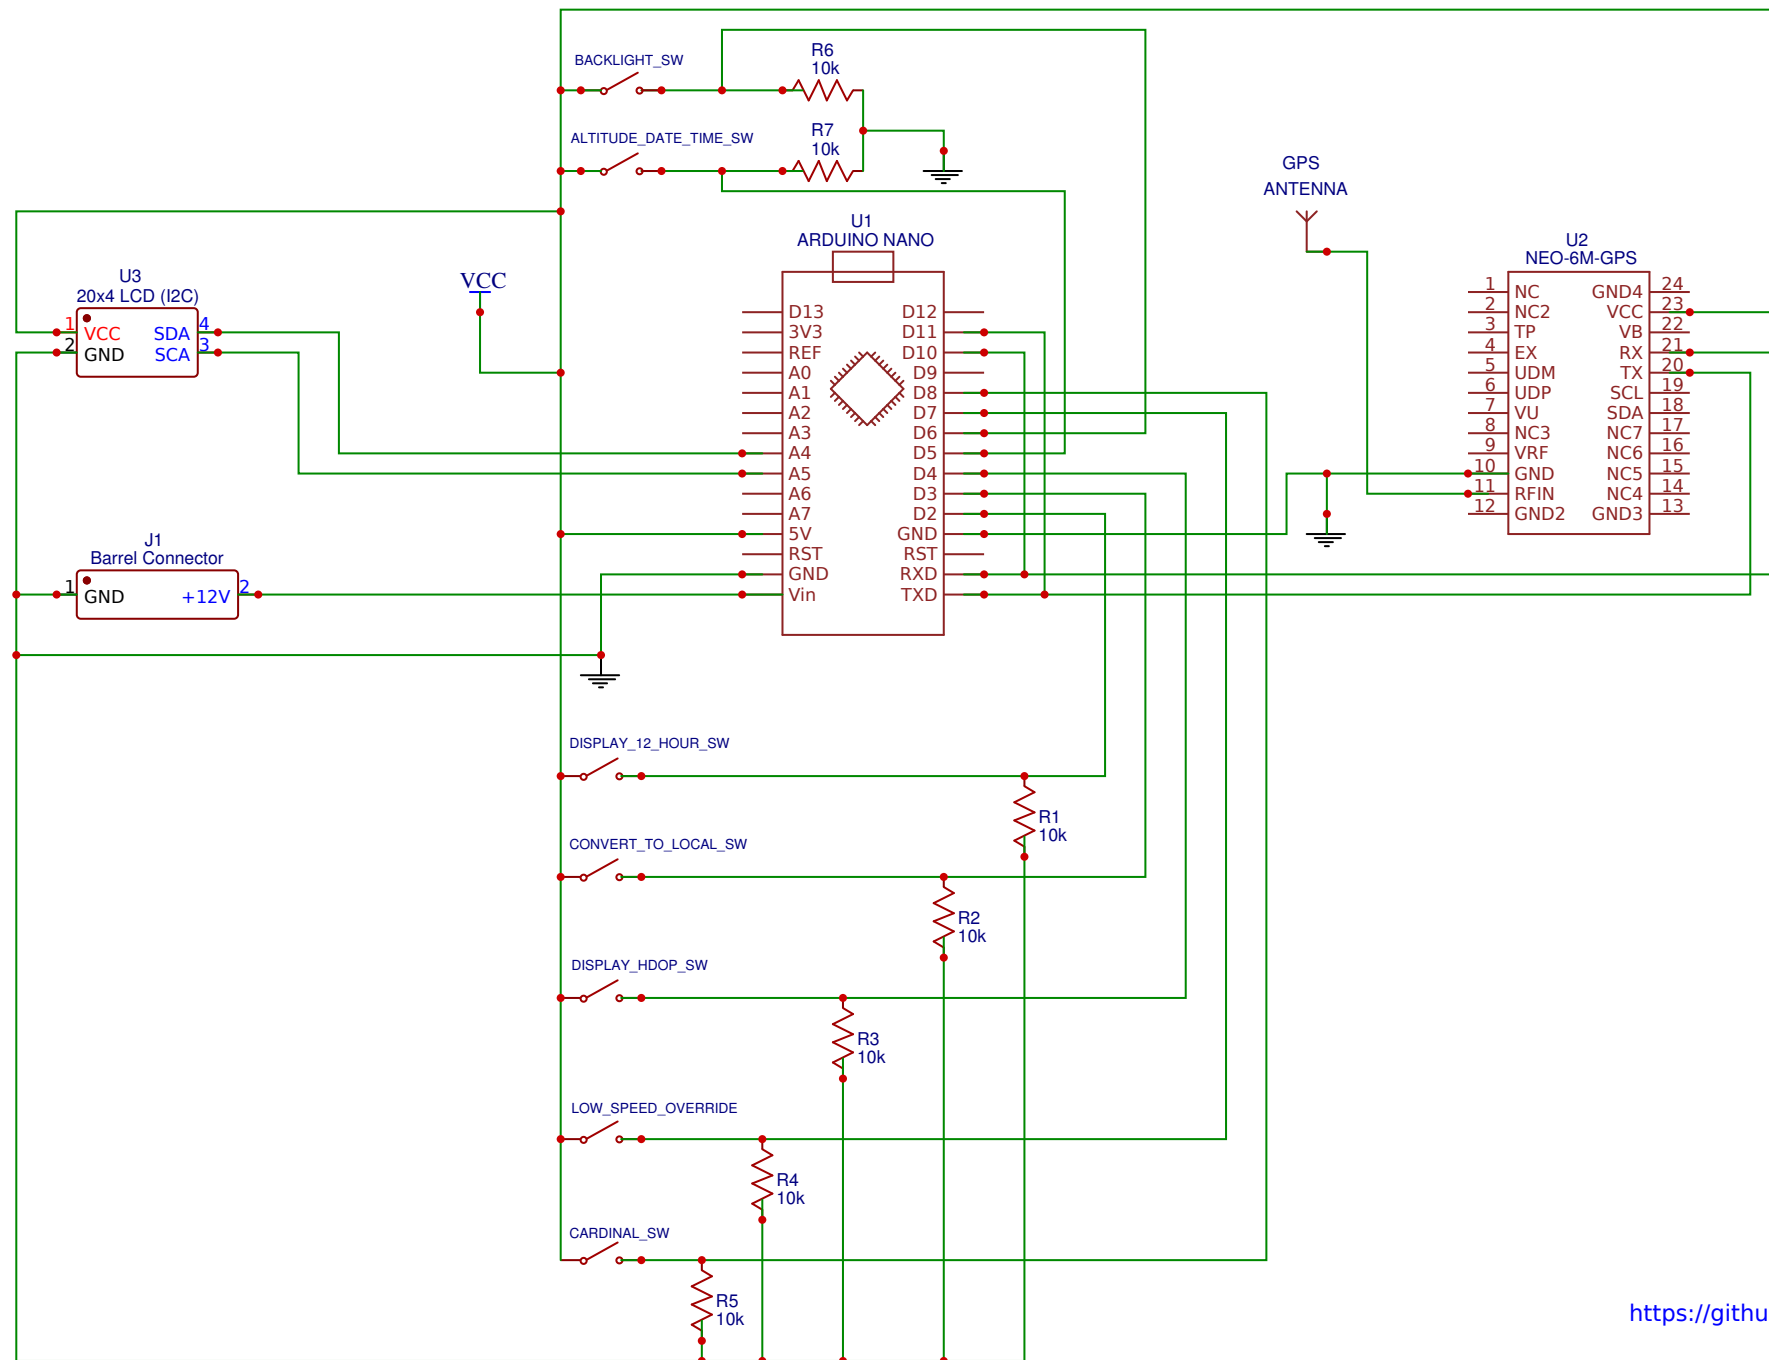 BACKLIGHT_SW
R6
10k
ALTITUDE_DATE_TIME_SW
R7
10k
GPS
ANTENNA
U1
ARDUINO NANO
U2
NEO-6M-GPS
U3
20x4 LCD (I2C)
1 VCC SDA 4
2 GND SCA 3
VCC
D13 D12
3V3 D11
REF D10
A0 D9
A1 D8
A2 D7
A3 D6
A4 D5
A5 D4
A6 D3
A7 D2
5V GND
RST RST
GND RXD
Vin TXD
1 NC GND4 24
2 NC2 VCC 23
3 TP VB 22
4 EX RX 21
5 UDM TX 20
6 UDP SCL 19
7 VU SDA 18
8 NC3 NC7 17
9 VRF NC6 16
10 GND NC5 15
11 RFIN NC4 14
12 GND2 GND3 13
J1
Barrel Connector
1 GND +12V 2
DISPLAY_12_HOUR_SW
R1
10k
CONVERT_TO_LOCAL_SW
R2
10k
DISPLAY_HDOP_SW
R3
10k
LOW_SPEED_OVERRIDE
R4
10k
CARDINAL_SW
R5
10k
https://githu